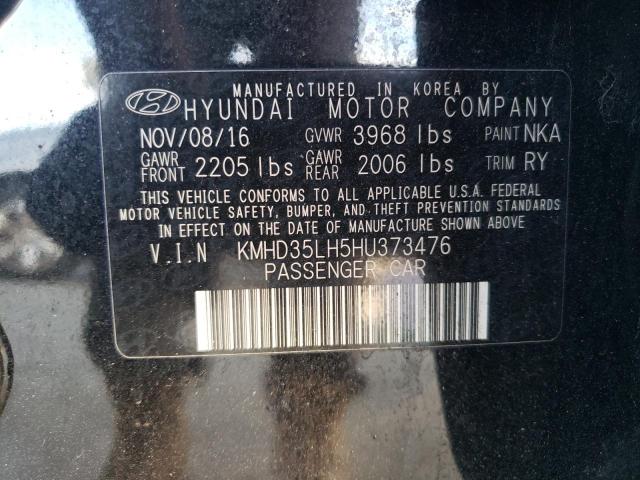 MANUFACTURED IN KOREA BY
HYUNDAI MOTOR COMPANY
NOV/08/16 GVWR 3968 lbs PAINT NKA
GAWR FRONT 2205 lbs GAWR REAR 2006 lbs TRIM RY
THIS VEHICLE CONFORMS TO ALL APPLICABLE U.S.A. FEDERAL
MOTOR VEHICLE SAFETY, BUMPER, AND THEFT PREVENTION STANDARDS
IN EFFECT ON THE DATE OF MANUFACTURE SHOWN ABOVE.
V.I.N KMHD35LH5HU373476
PASSENGER CAR